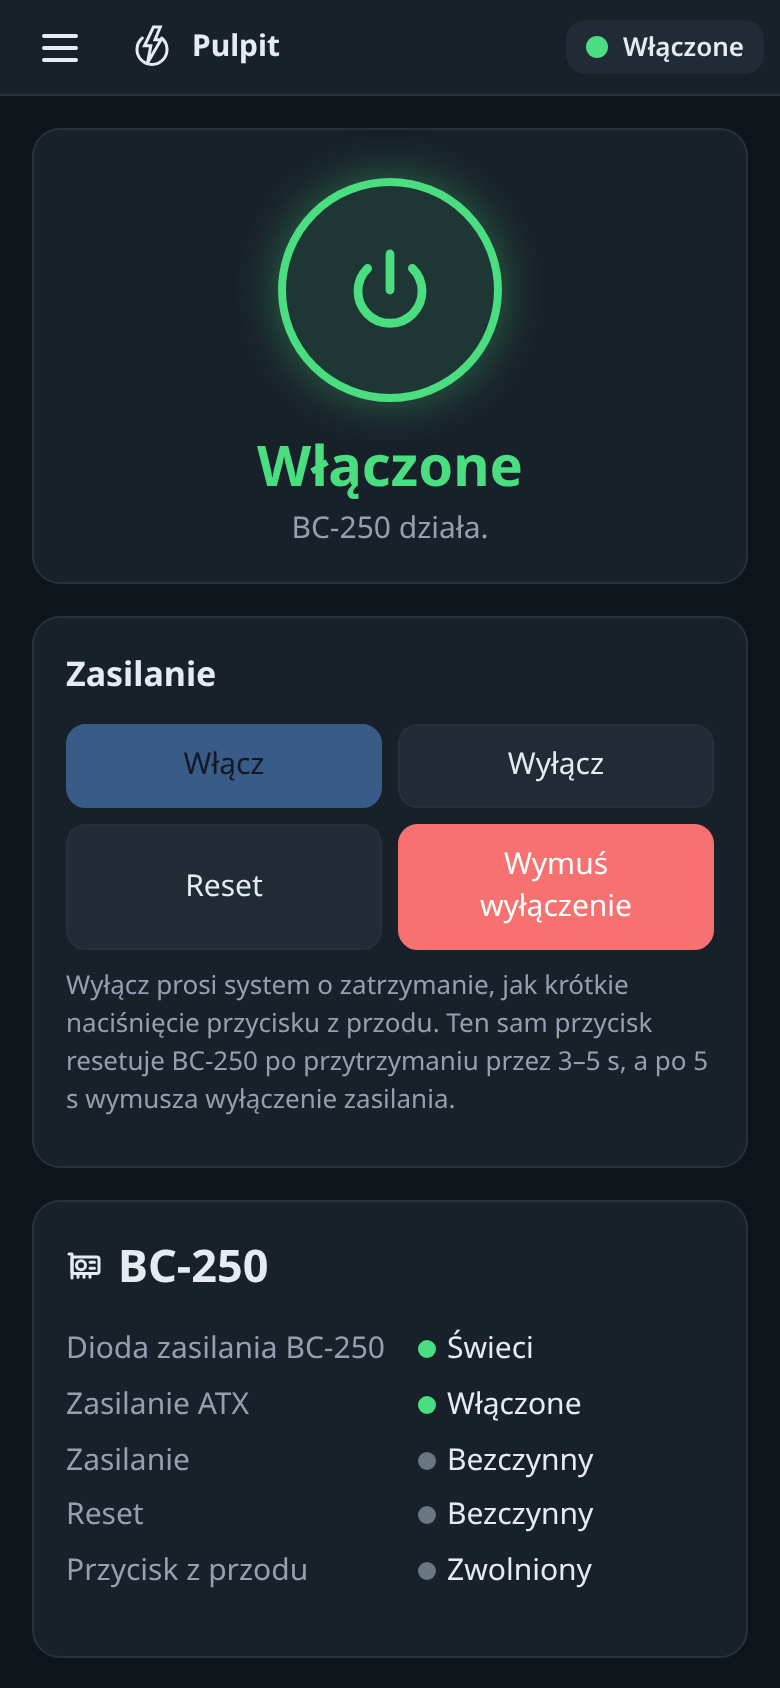 Pulpit
Włączone
Włączone
BC-250 działa.
Zasilanie
Włącz
Wyłącz
Reset
Wymuś
wyłączenie
Wyłącz prosi system o zatrzymanie, jak krótkie
naciśnięcie przycisku z przodu. Ten sam przycisk
resetuje BC-250 po przytrzymaniu przez 3–5 s, a po 5
s wymusza wyłączenie zasilania.
BC-250
Dioda zasilania BC-250 Świeci
Zasilanie ATX Włączone
Zasilanie Bezczynny
Reset Bezczynny
Przycisk z przodu Zwolniony